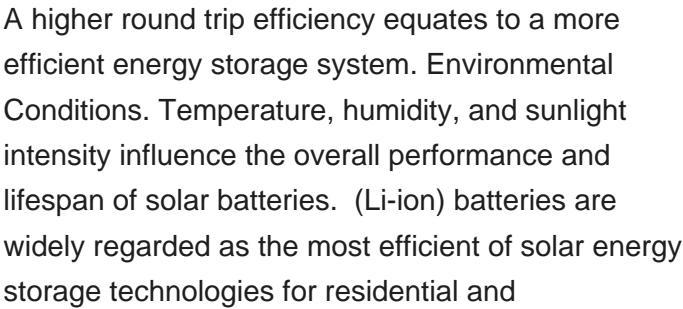 A higher round trip efficiency equates to a more
efficient energy storage system. Environmental
Conditions. Temperature, humidity, and sunlight
intensity influence the overall performance and
lifespan of solar batteries.  (Li-ion) batteries are
widely regarded as the most efficient of solar energy
storage technologies for residential and